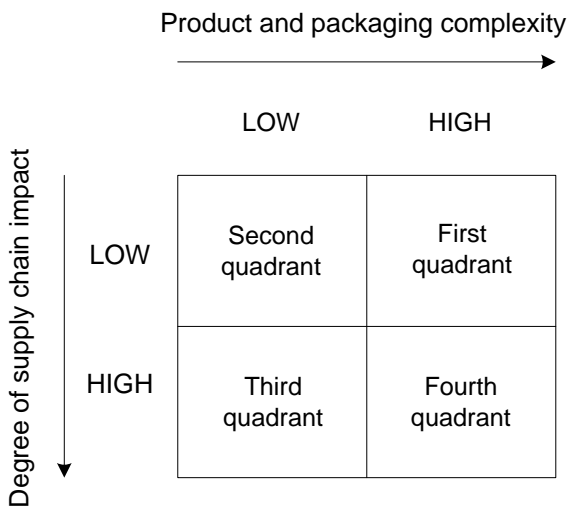 Product and packaging complexity
LOW
HIGH
Degree of supply chain impact
LOW
Second
quadrant
First
quadrant
HIGH
Third
quadrant
Fourth
quadrant